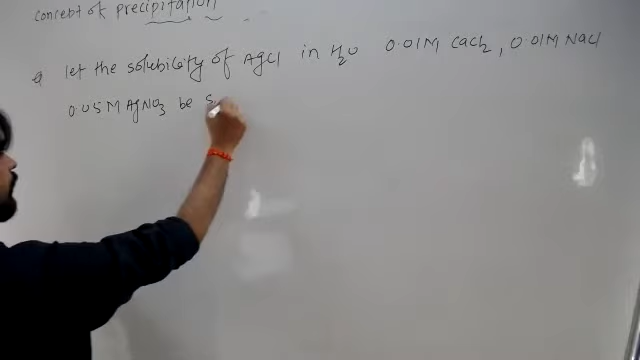 concept of precipitation
Q let the solubility of AgCl in H2O 0.01M CaCl2, 0.01M NaCl
0.05M AgNO3 be S